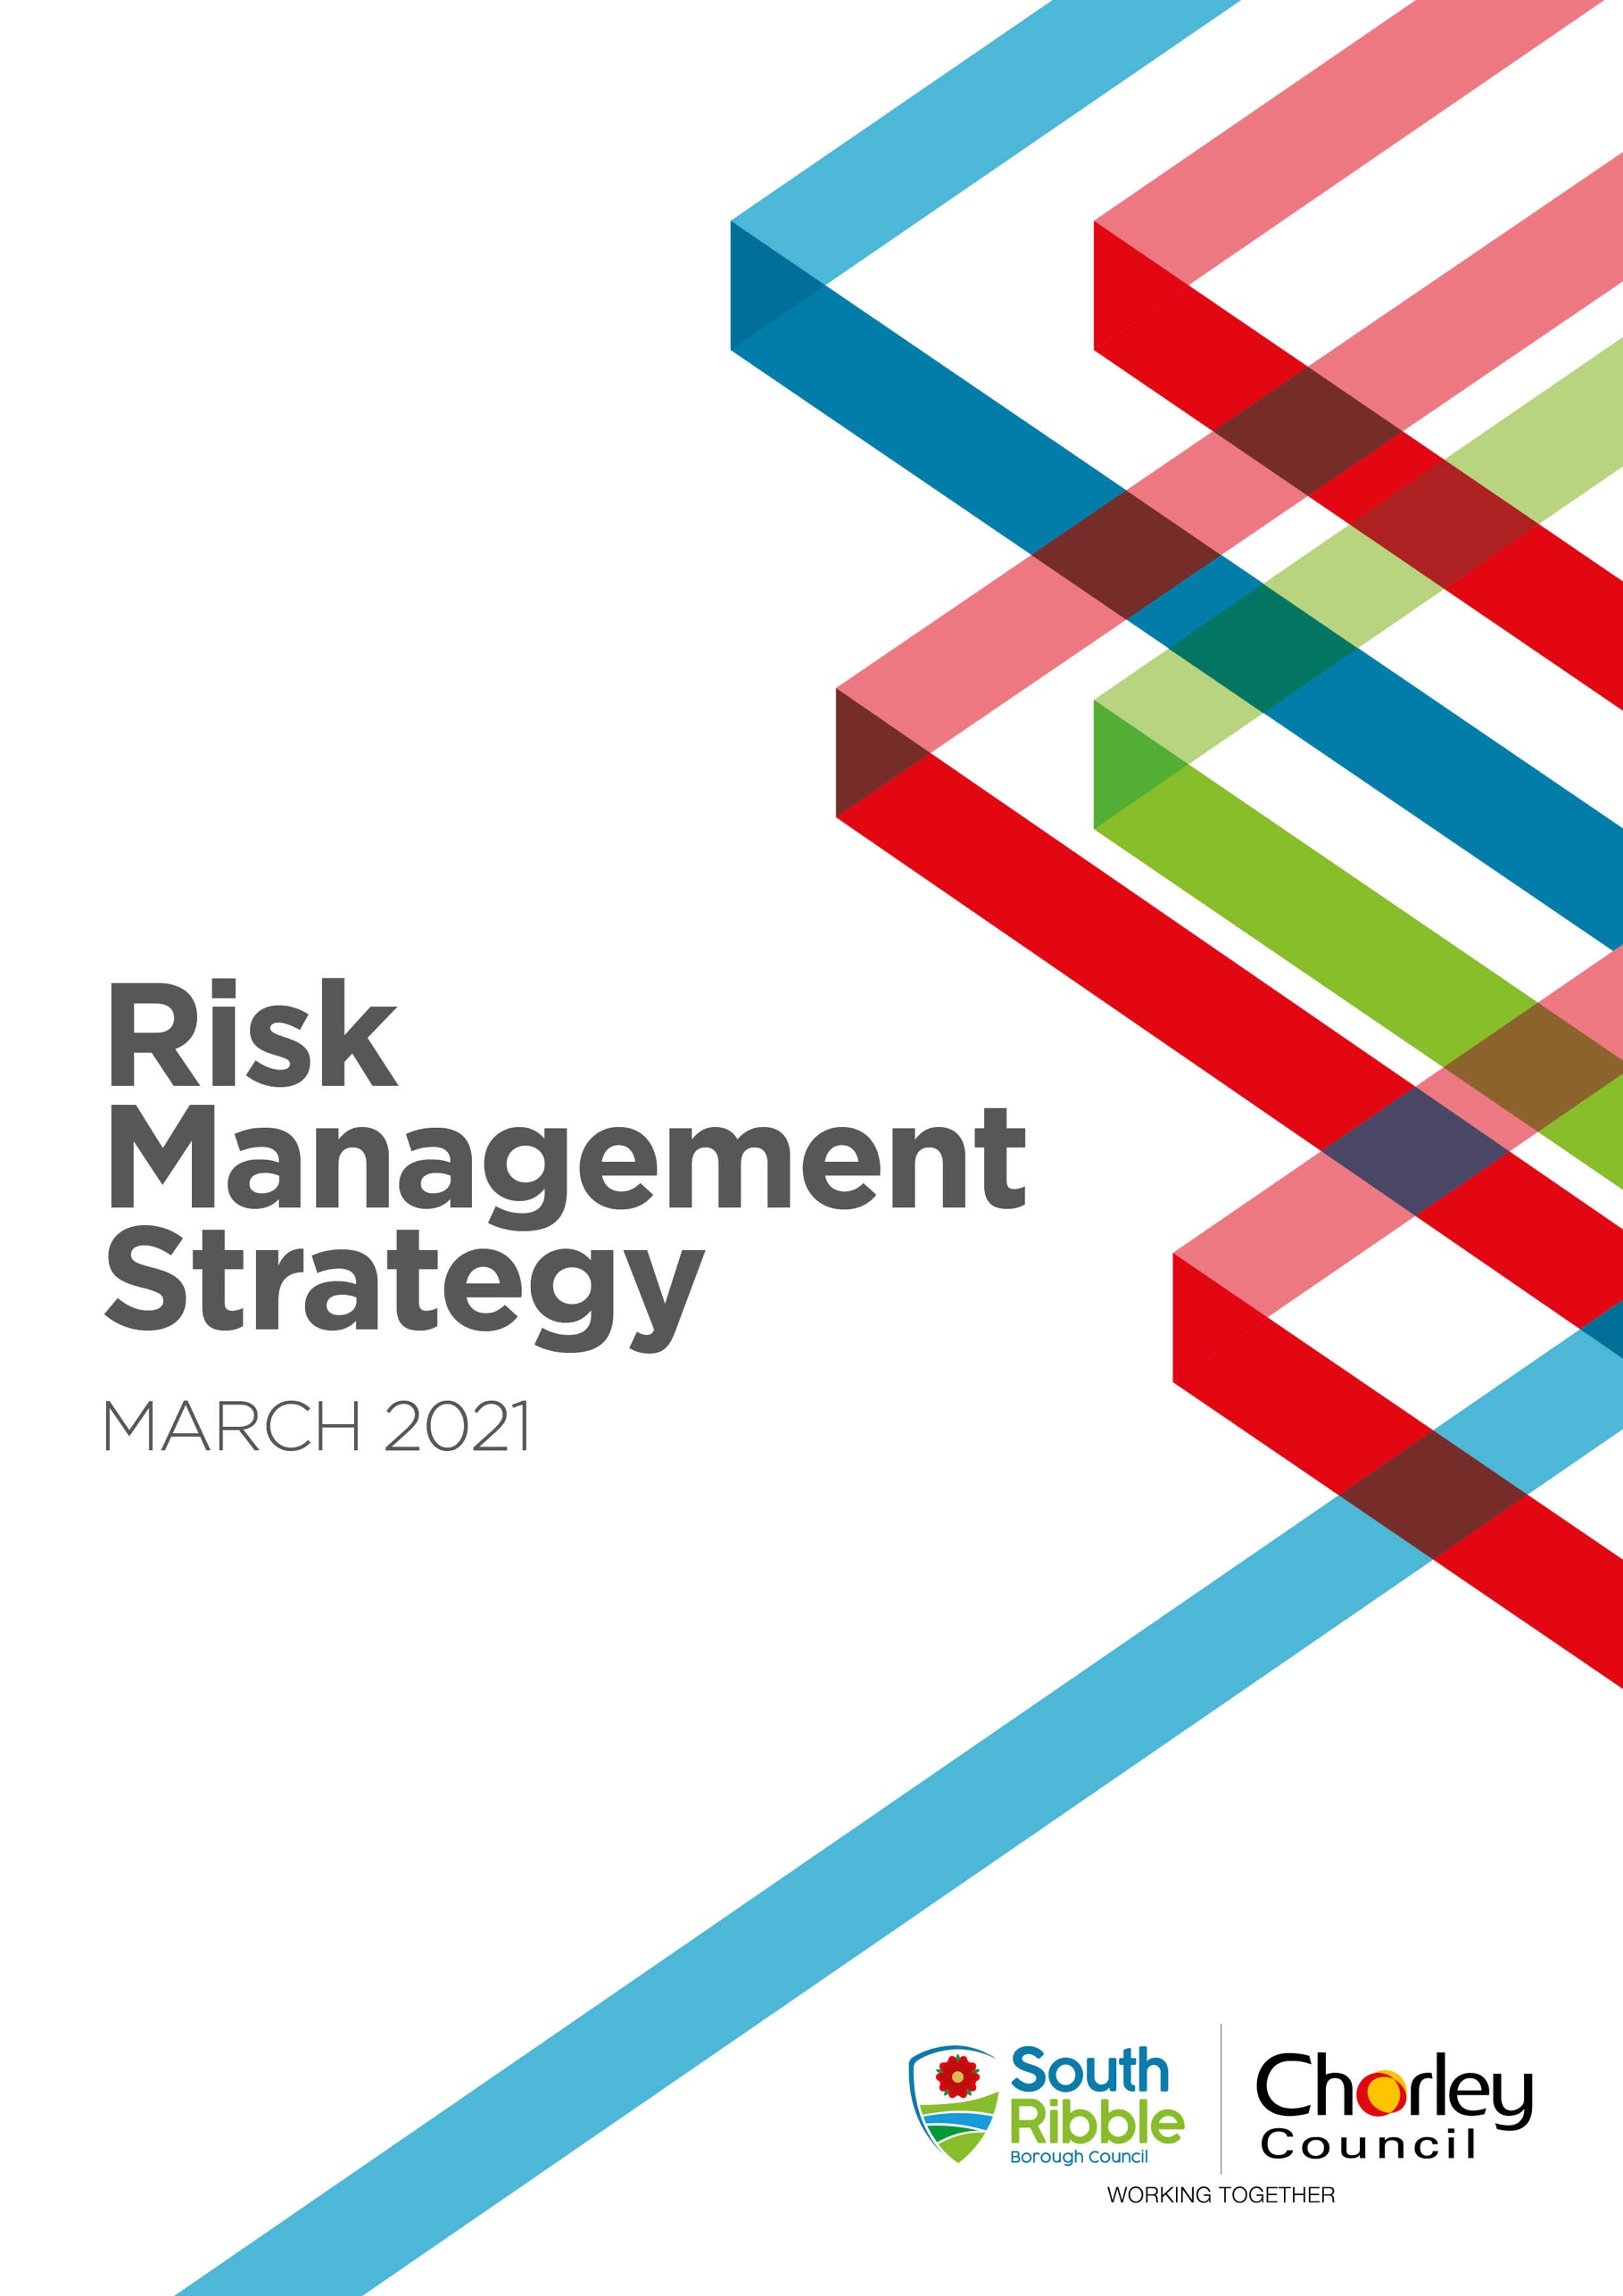 Risk
Management
Strategy
MARCH 2021
South
Ribble
Borough Council
Chorley
Council
WORKING TOGETHER